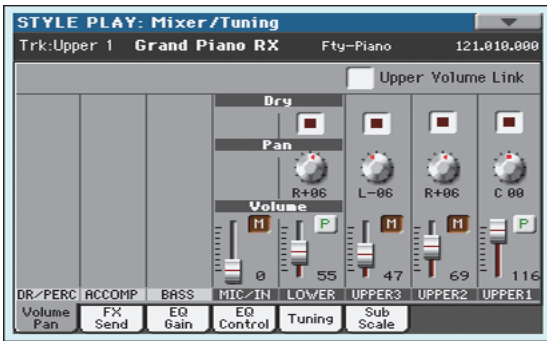 STYLE PLAY: Mixer/Tuning
Trk:Upper 1 Grand Piano RX Fty-Piano 121.010.000
Upper Volume Link
Dry
Pan
R+06 L-06 R+06 C 00
Volume
M P M M P
0 55 47 69 116
DR/PERC ACCOMP BASS MIC/IN LOWER UPPER3 UPPER2 UPPER1
Volume Pan FX Send EQ Gain EQ Control Tuning Sub Scale